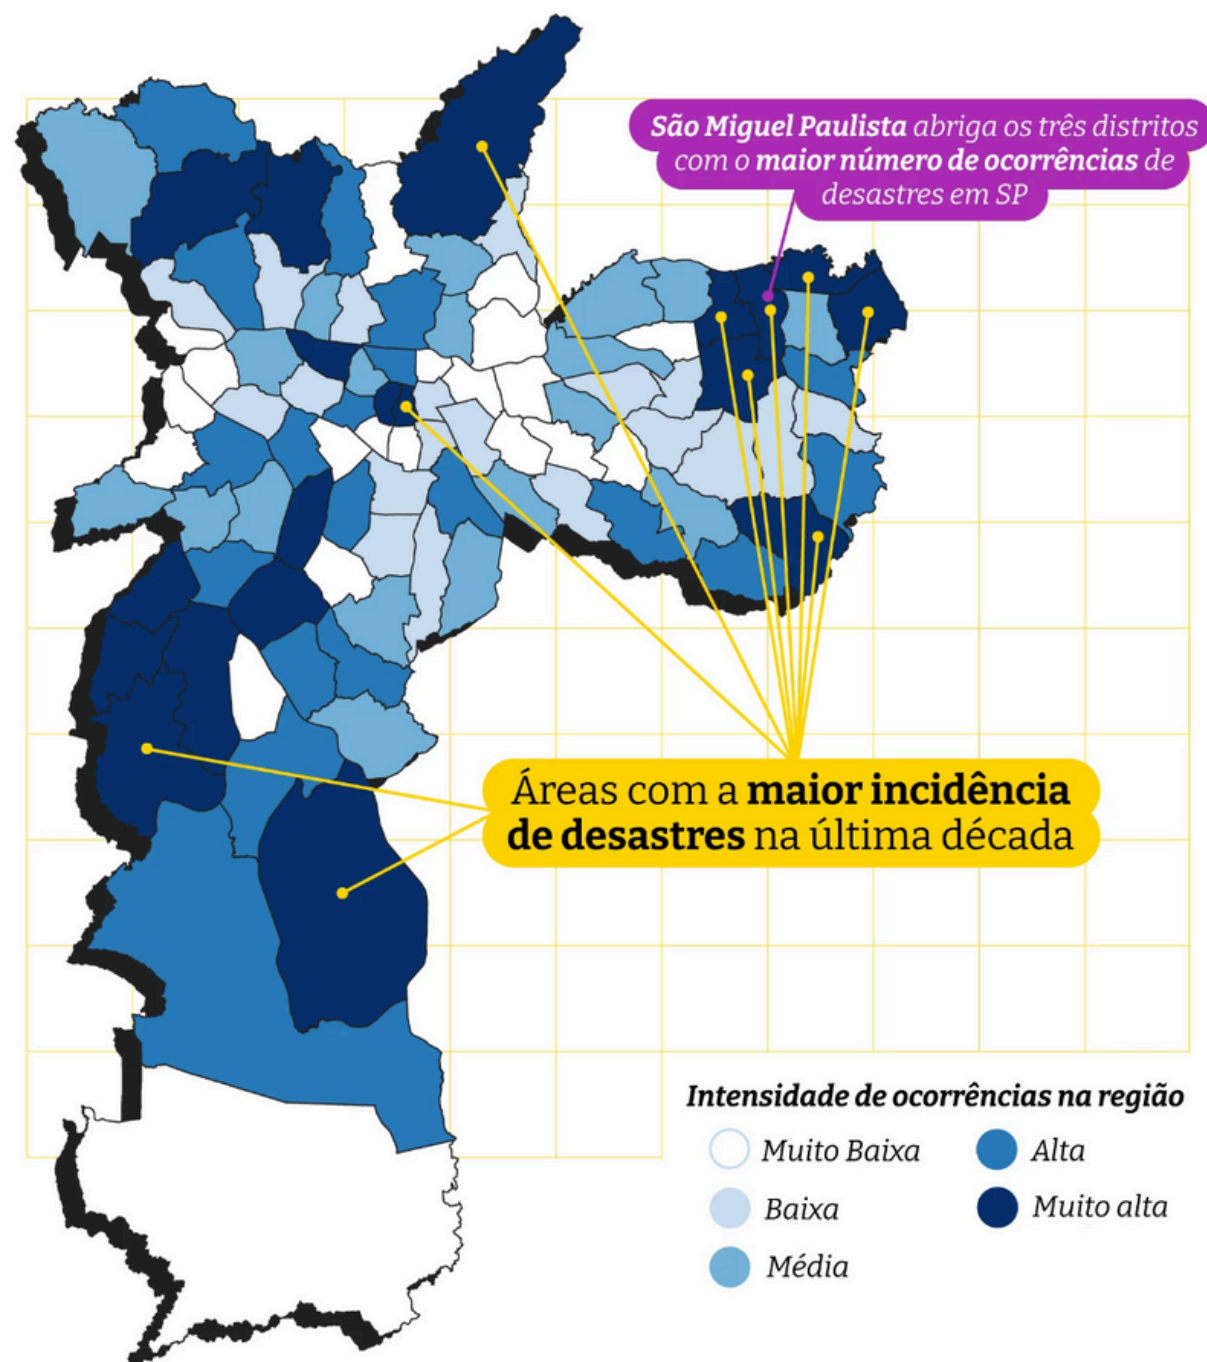 São Miguel Paulista abriga os três distritos
com o maior número de ocorrências de
desastres em SP
Áreas com a maior incidência
de desastres na última década
Intensidade de ocorrências na região
Muito Baixa
Baixa
Média
Alta
Muito alta